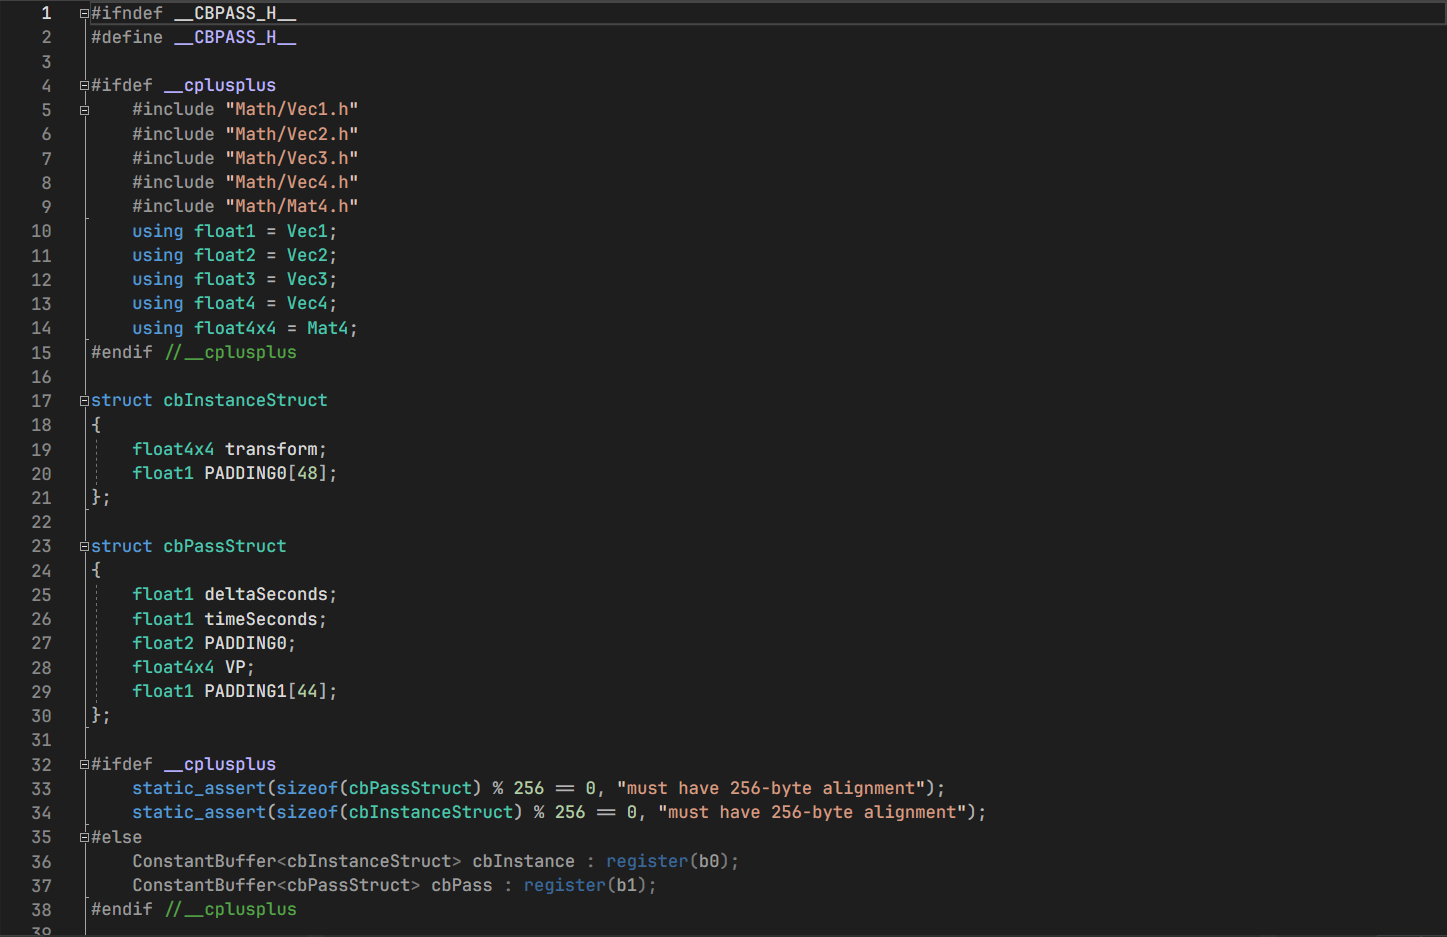 1 #ifndef __CBPASS_H__
2 #define __CBPASS_H__
3
4 #ifdef __cplusplus
5     #include "Math/Vec1.h"
6     #include "Math/Vec2.h"
7     #include "Math/Vec3.h"
8     #include "Math/Vec4.h"
9     #include "Math/Mat4.h"
10     using float1 = Vec1;
11     using float2 = Vec2;
12     using float3 = Vec3;
13     using float4 = Vec4;
14     using float4x4 = Mat4;
15 #endif //__cplusplus
16
17 struct cbInstanceStruct
18 {
19     float4x4 transform;
20     float1 PADDING0[48];
21 };
22
23 struct cbPassStruct
24 {
25     float1 deltaSeconds;
26     float1 timeSeconds;
27     float2 PADDING0;
28     float4x4 VP;
29     float1 PADDING1[44];
30 };
31
32 #ifdef __cplusplus
33     static_assert(sizeof(cbPassStruct) % 256 == 0, "must have 256-byte alignment");
34     static_assert(sizeof(cbInstanceStruct) % 256 == 0, "must have 256-byte alignment");
35 #else
36     ConstantBuffer<cbInstanceStruct> cbInstance : register(b0);
37     ConstantBuffer<cbPassStruct> cbPass : register(b1);
38 #endif //__cplusplus
39